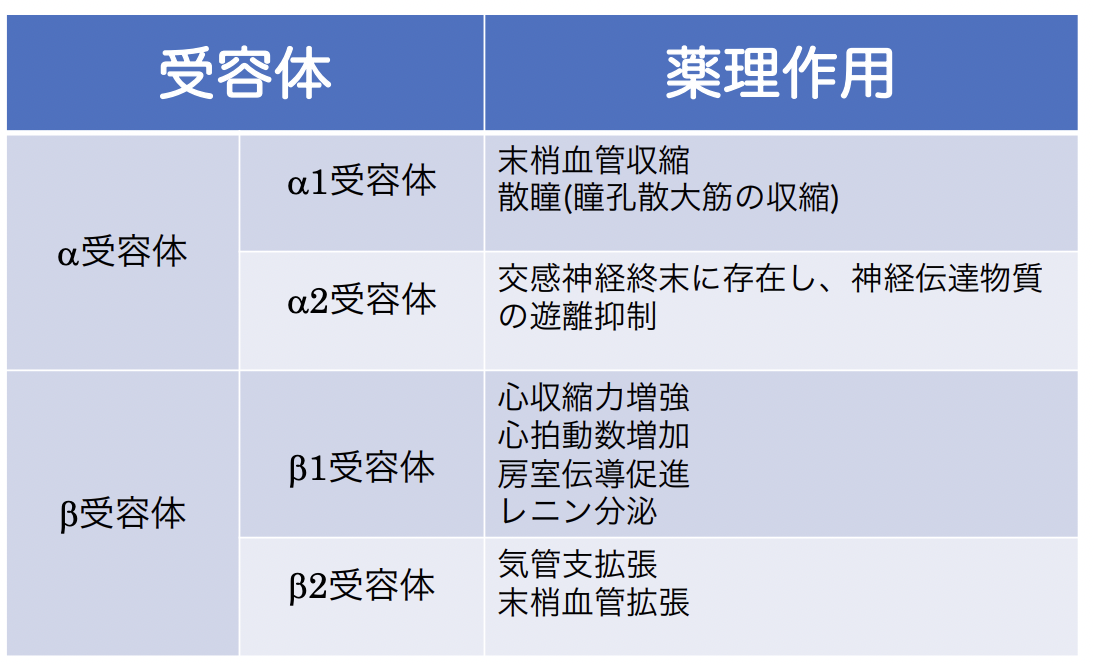 受容体
薬理作用
α受容体
α1受容体
末梢血管収縮
散瞳(瞳孔散大筋の収縮)
α2受容体
交感神経終末に存在し、神経伝達物質
の遊離抑制
β受容体
β1受容体
心収縮力増強
心拍動数増加
房室伝導促進
レニン分泌
β2受容体
気管支拡張
末梢血管拡張